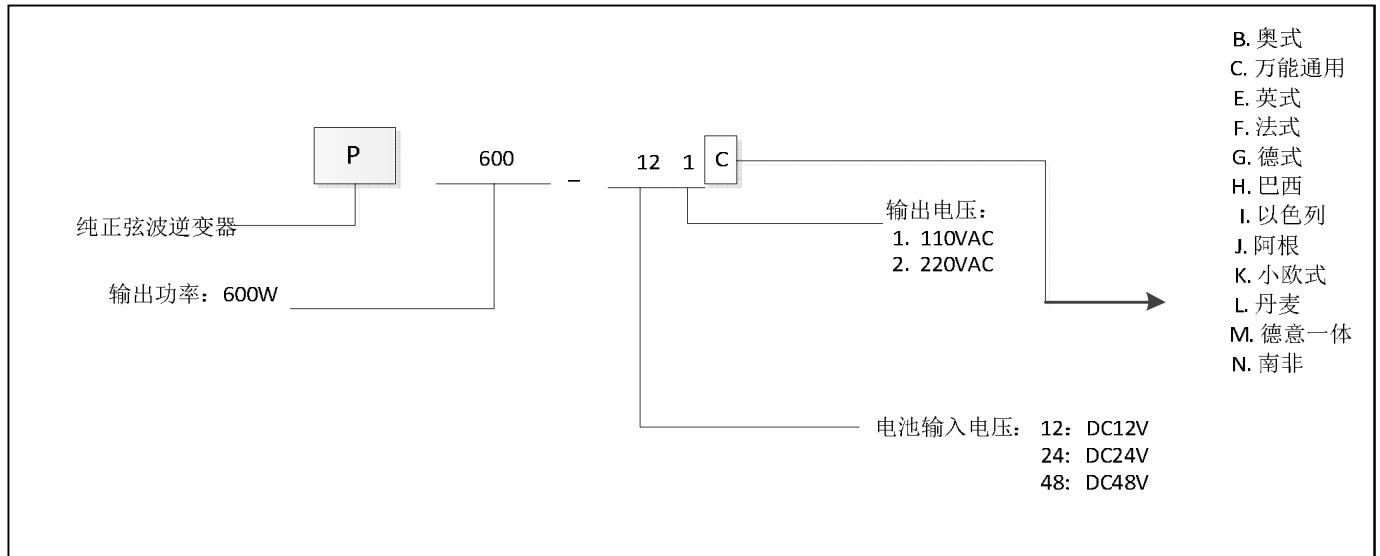 B. 奥式
C. 万能通用
E. 英式
F. 法式
G. 德式
H. 巴西
I. 以色列
J. 阿根
K. 小欧式
L. 丹麦
M. 德意一体
N. 南非
P 600 – 12 1 C
纯正弦波逆变器
输出功率：600W
输出电压：
1. 110VAC
2. 220VAC
电池输入电压： 12：DC12V
24：DC24V
48：DC48V